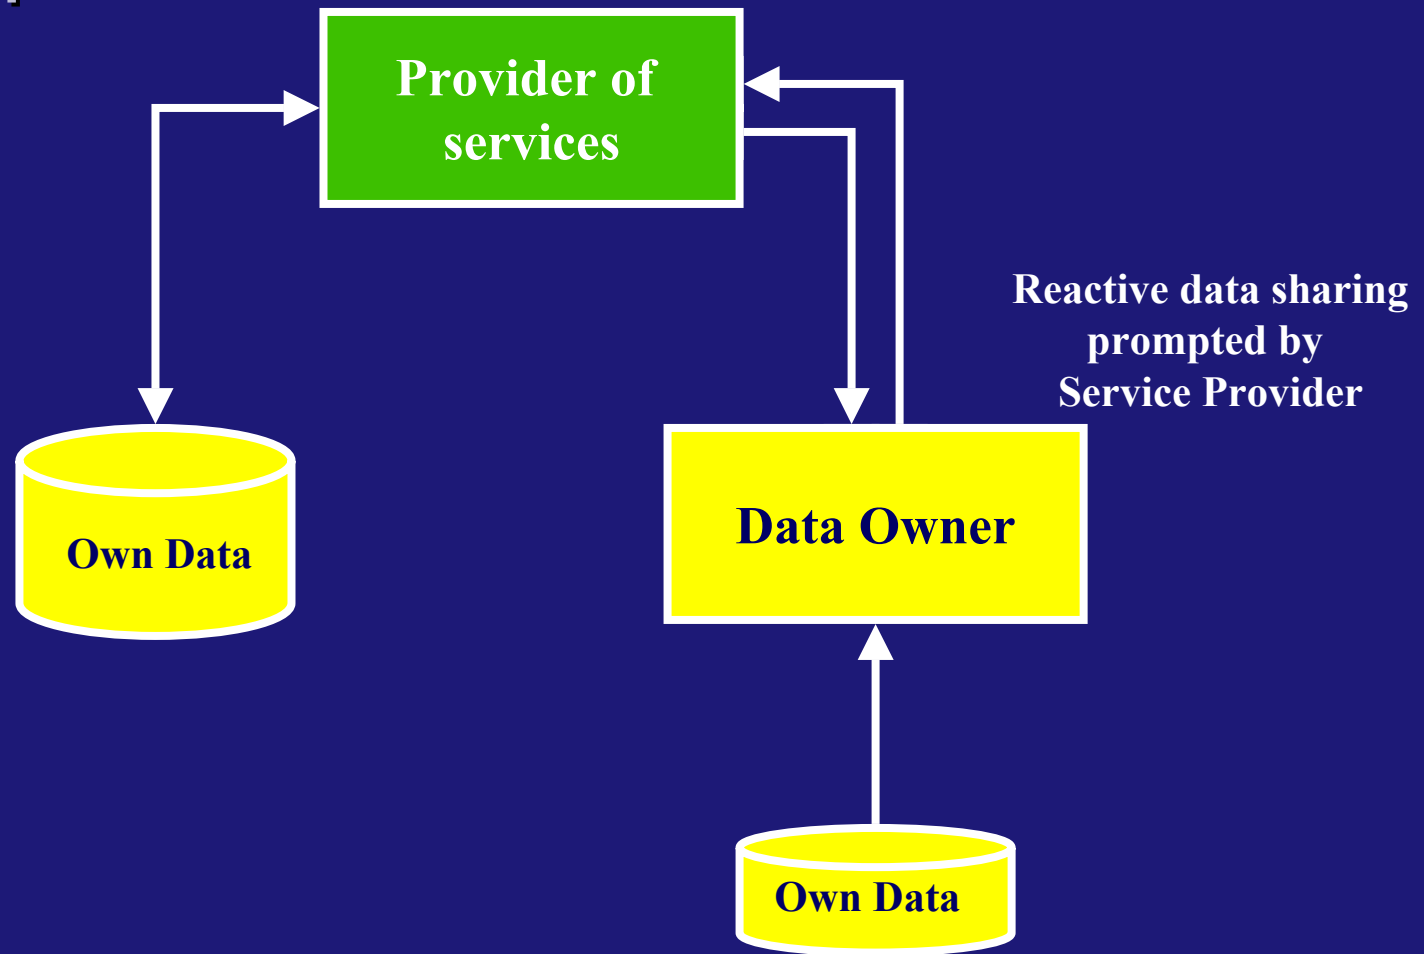 Provider of
services
Reactive data sharing
prompted by
Service Provider
Own Data
Data Owner
Own Data